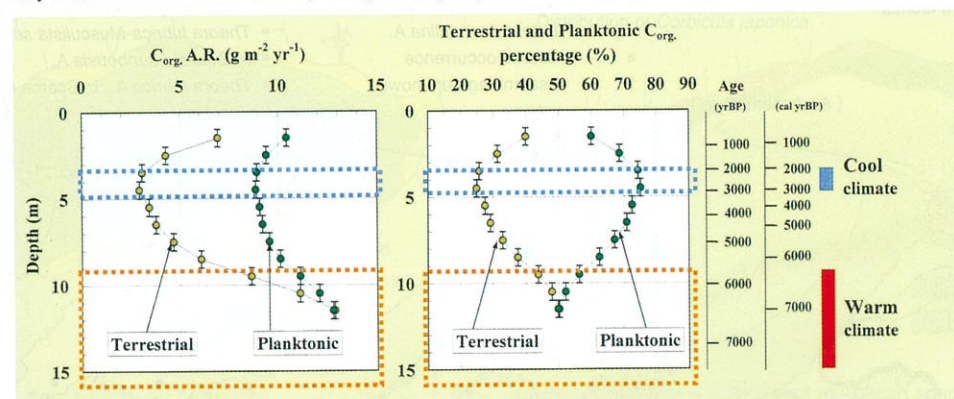 C org. A.R. (g m-2 yr-1)
0 5 10 15
Depth (m)
0
5
10
15
Terrestrial
Planktonic
Terrestrial and Planktonic C org.
percentage (%)
10 20 30 40 50 60 70 80 90
0
5
10
15
Terrestrial
Planktonic
Age
(yrBP)
(cal yrBP)
1000
2000
3000
4000
5000
6000
7000
1000
2000
3000
4000
5000
6000
7000
Cool
climate
Warm
climate